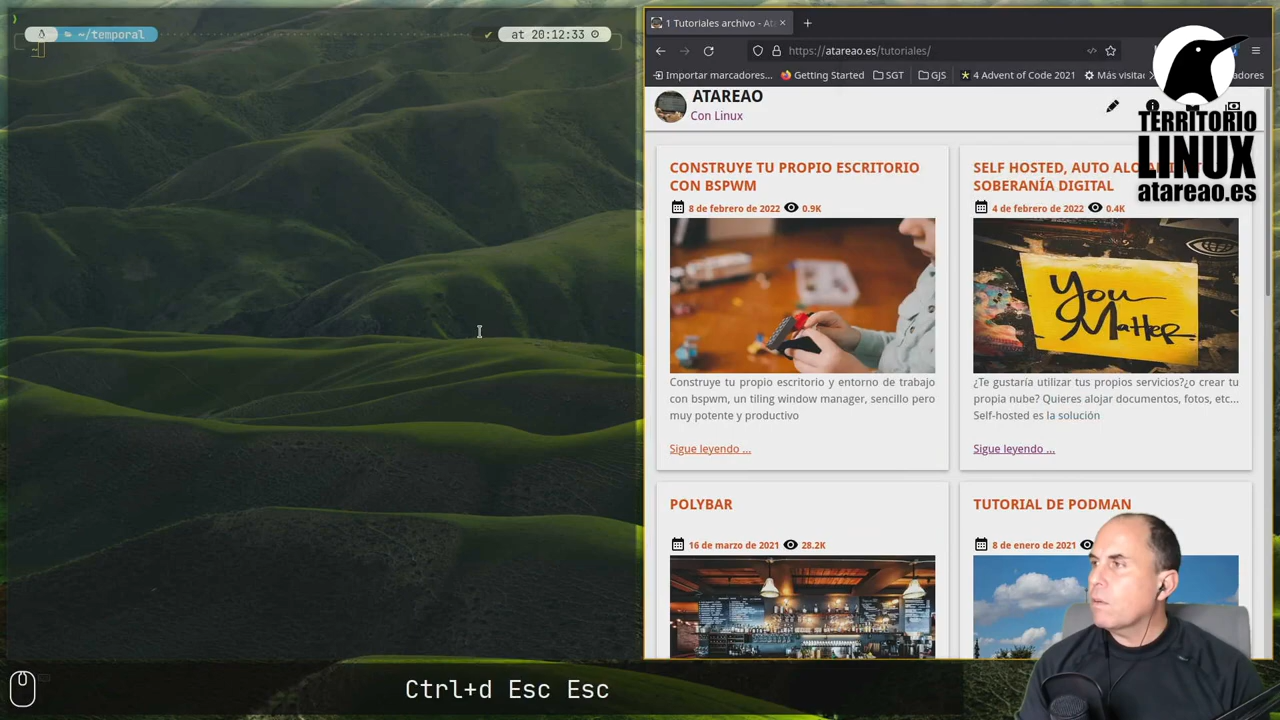 ~/temporal
at 20:12:33
1 Tutoriales archivo - Ata
https://atareao.es/tutoriales/
Importar marcadores...
Getting Started
SGT
GJS
4 Advent of Code 2021
Más visita
adores
ATAREAO
Con Linux
TERRITORIO
LINUX
atareao.es
CONSTRUYE TU PROPIO ESCRITORIO
CON BSPWM
8 de febrero de 2022 0.9K
Construye tu propio escritorio y entorno de trabajo
con bspwm, un tiling window manager, sencillo pero
muy potente y productivo
Sigue leyendo ...
SELF HOSTED, AUTO
SOBERANÍA DIGITAL
4 de febrero de 2022 0.4K
You
Matter
¿Te gustaría utilizar tus propios servicios?¿o crear tu
propia nube? Quieres alojar documentos, fotos, etc...
Self-hosted es la solución
Sigue leyendo ...
POLYBAR
16 de marzo de 2021 28.2K
TUTORIAL DE PODMAN
8 de enero de 2021
Ctrl+d Esc Esc